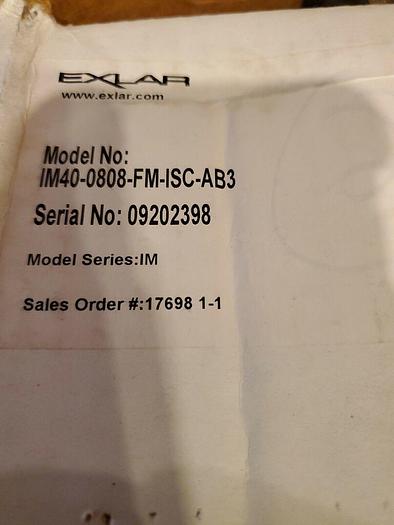 EXLAR
www.exlar.com
Model No:
IM40-0808-FM-ISC-AB3
Serial No: 09202398
Model Series:IM
Sales Order #:17698 1-1